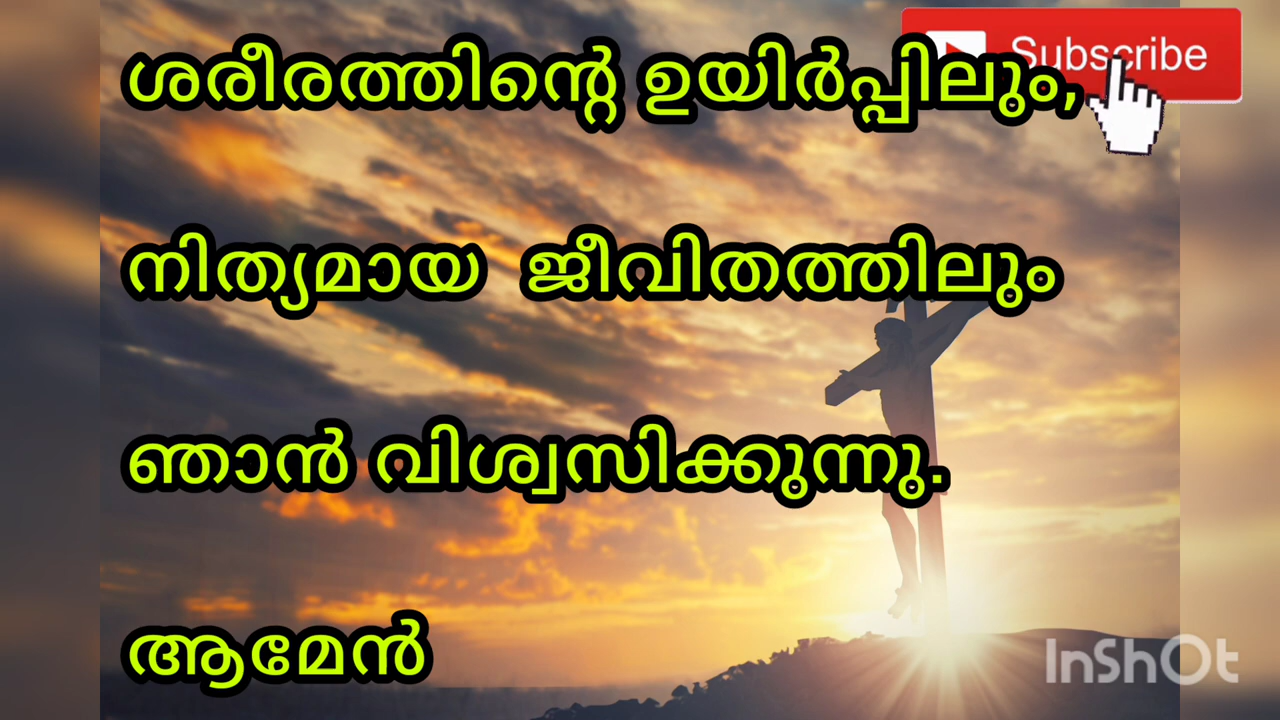 Subscribe
ശരീരത്തിന്റെ ഉയിർപ്പിലും,
നിത്യമായ ജീവിതത്തിലും
ഞാൻ വിശ്വസിക്കുന്നു.
ആമേൻ
InShOt